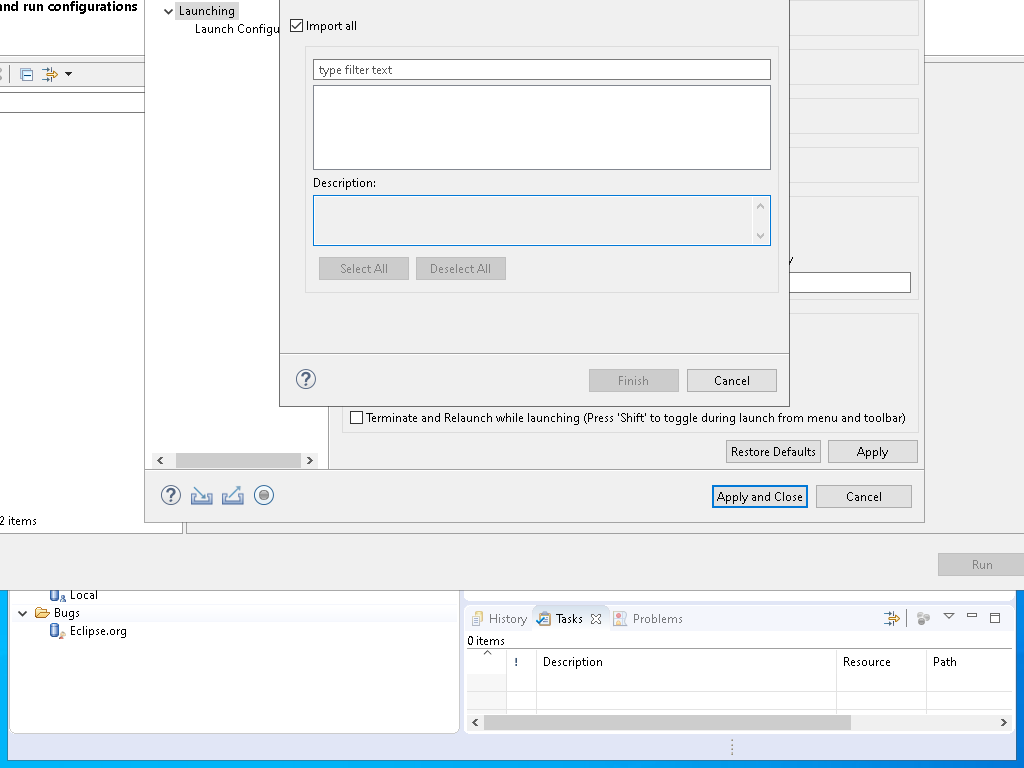 and run configurations
Launching
Launch Configu
Import all
type filter text
Description:
Select All
Deselect All
Finish
Cancel
Terminate and Relaunch while launching (Press 'Shift' to toggle during launch from menu and toolbar)
Restore Defaults
Apply
Apply and Close
Cancel
2 items
Run
Local
Bugs
Eclipse.org
History
Tasks
Problems
0 items
!
Description
Resource
Path